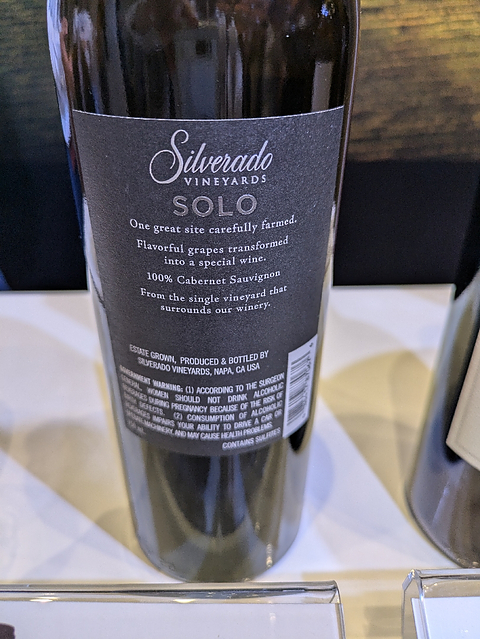 Silverado
VINEYARDS
SOLO
One great site carefully farmed.
Flavorful grapes transformed
into a special wine.
100% Cabernet Sauvignon
From the single vineyard that
surrounds our winery.
ESTATE GROWN, PRODUCED & BOTTLED BY
SILVERADO VINEYARDS, NAPA, CA USA
GOVERNMENT WARNING: (1) ACCORDING TO THE SURGEON
GENERAL, WOMEN SHOULD NOT DRINK ALCOHOLIC
BEVERAGES DURING PREGNANCY BECAUSE OF THE RISK OF
BIRTH DEFECTS. (2) CONSUMPTION OF ALCOHOLIC
BEVERAGES IMPAIRS YOUR ABILITY TO DRIVE A CAR OR
OPERATE MACHINERY, AND MAY CAUSE HEALTH PROBLEMS.
CONTAINS SULFITES